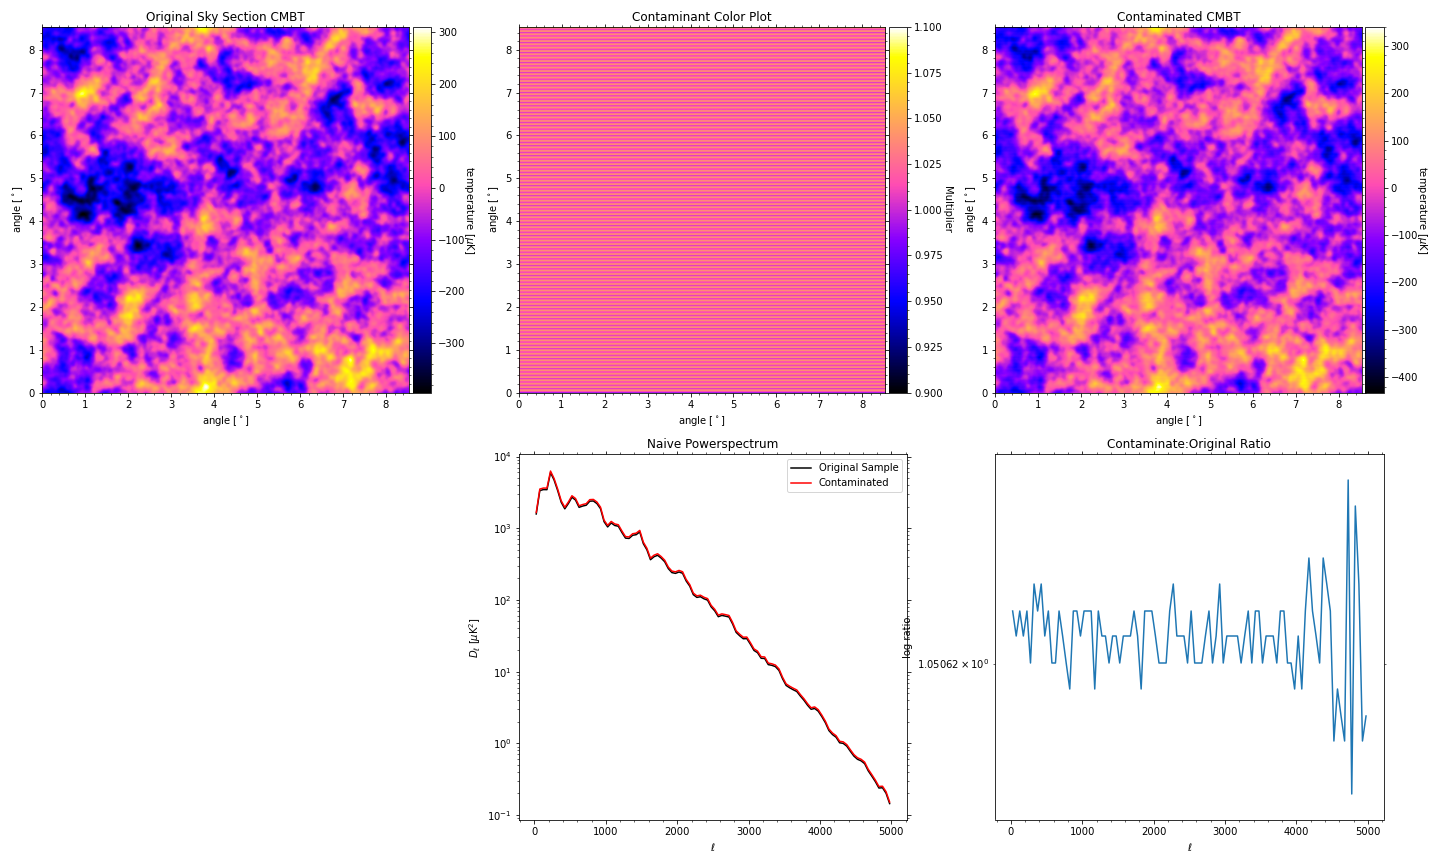 Original Sky Section CMBT
8
7
6
5
4
3
2
1
0
angle [°]
0 1 2 3 4 5 6 7 8
angle [°]
300
200
100
0
−100
−200
−300
temperature [μK]
Contaminant Color Plot
8
7
6
5
4
3
2
1
0
angle [°]
0 1 2 3 4 5 6 7 8
angle [°]
1.100
1.075
1.050
1.025
1.000
0.975
0.950
0.925
0.900
Multiplier
Contaminated CMBT
8
7
6
5
4
3
2
1
0
angle [°]
0 1 2 3 4 5 6 7 8
angle [°]
300
200
100
0
−100
−200
−300
−400
temperature [μK]
Naive Powerspectrum
Original Sample
Contaminated
10⁴
10³
10²
10¹
10⁰
10⁻¹
Dℓ [μK²]
0 1000 2000 3000 4000 5000
ℓ
Contaminate:Original Ratio
log ratio
1.05062 × 10⁰
0 1000 2000 3000 4000 5000
ℓ